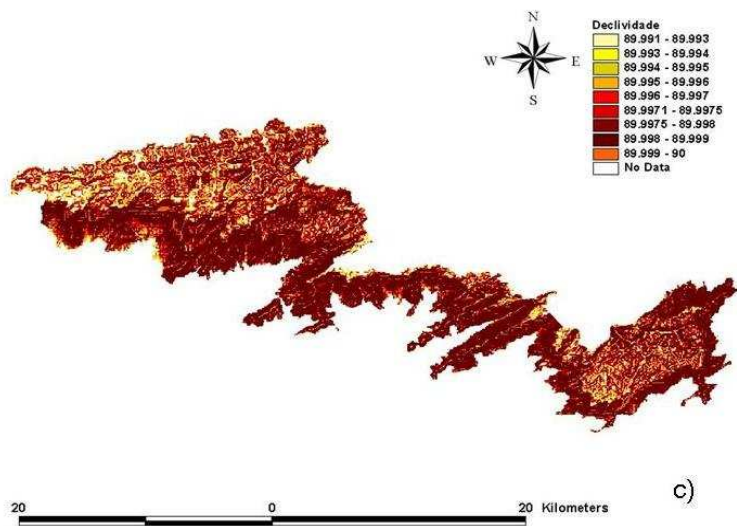 N
W E
S
Declividade
89.991 - 89.993
89.993 - 89.994
89.994 - 89.995
89.995 - 89.996
89.996 - 89.997
89.9971 - 89.9975
89.9975 - 89.998
89.998 - 89.999
89.999 - 90
No Data
c)
20 0 20 Kilometers